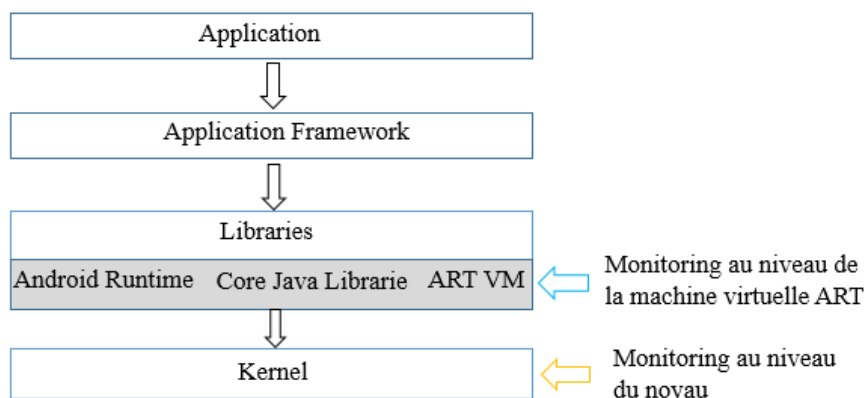 Application
Application Framework
Libraries
Android Runtime Core Java Librarie ART VM
Monitoring au niveau de
la machine virtuelle ART
Kernel
Monitoring au niveau
du noyau